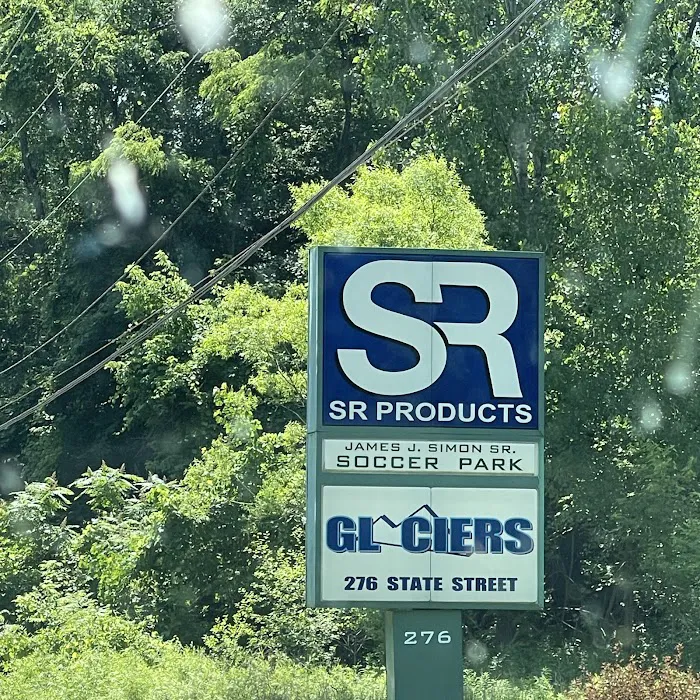 SR
SR PRODUCTS
JAMES J. SIMON SR.
SOCCER PARK
GLACIERS
276 STATE STREET
276